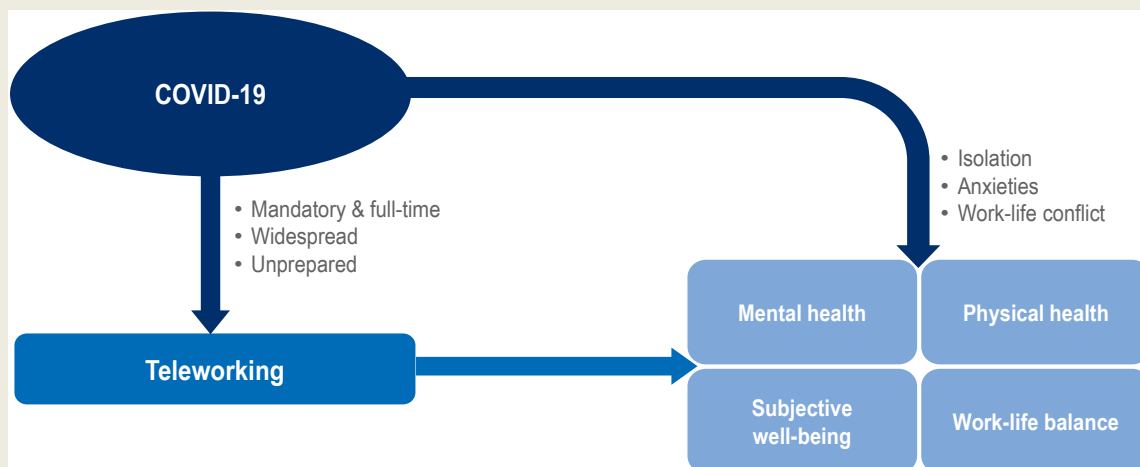 COVID-19
• Isolation
• Anxieties
• Work-life conflict
• Mandatory & full-time
• Widespread
• Unprepared
Mental health
Physical health
Teleworking
Subjective
well-being
Work-life balance